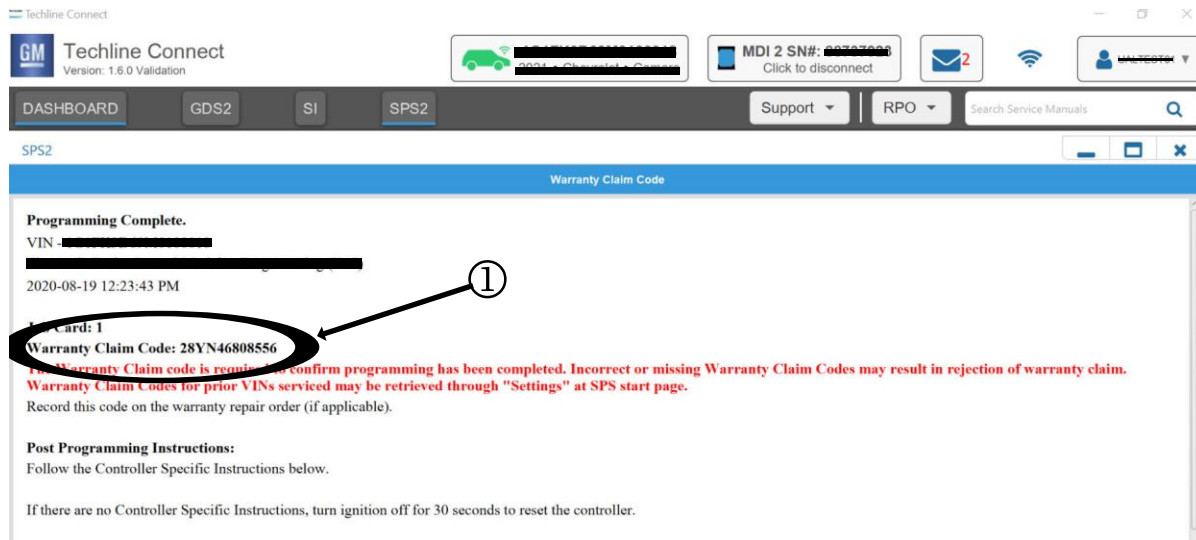 Techline Connect
GM
Techline Connect
Version: 1.6.0 Validation
2021 • Chevrolet • Camaro
MDI 2 SN#:
Click to disconnect
2
DASHBOARD
GDS2
SI
SPS2
Support
RPO
Search Service Manuals
SPS2
Warranty Claim Code
Programming Complete.
VIN -
2020-08-19 12:23:43 PM
1
Card: 1
Warranty Claim Code: 28YN46808556
The Warranty Claim code is required to confirm programming has been completed. Incorrect or missing Warranty Claim Codes may result in rejection of warranty claim.
Warranty Claim Codes for prior VINs serviced may be retrieved through "Settings" at SPS start page.
Record this code on the warranty repair order (if applicable).
Post Programming Instructions:
Follow the Controller Specific Instructions below.
If there are no Controller Specific Instructions, turn ignition off for 30 seconds to reset the controller.